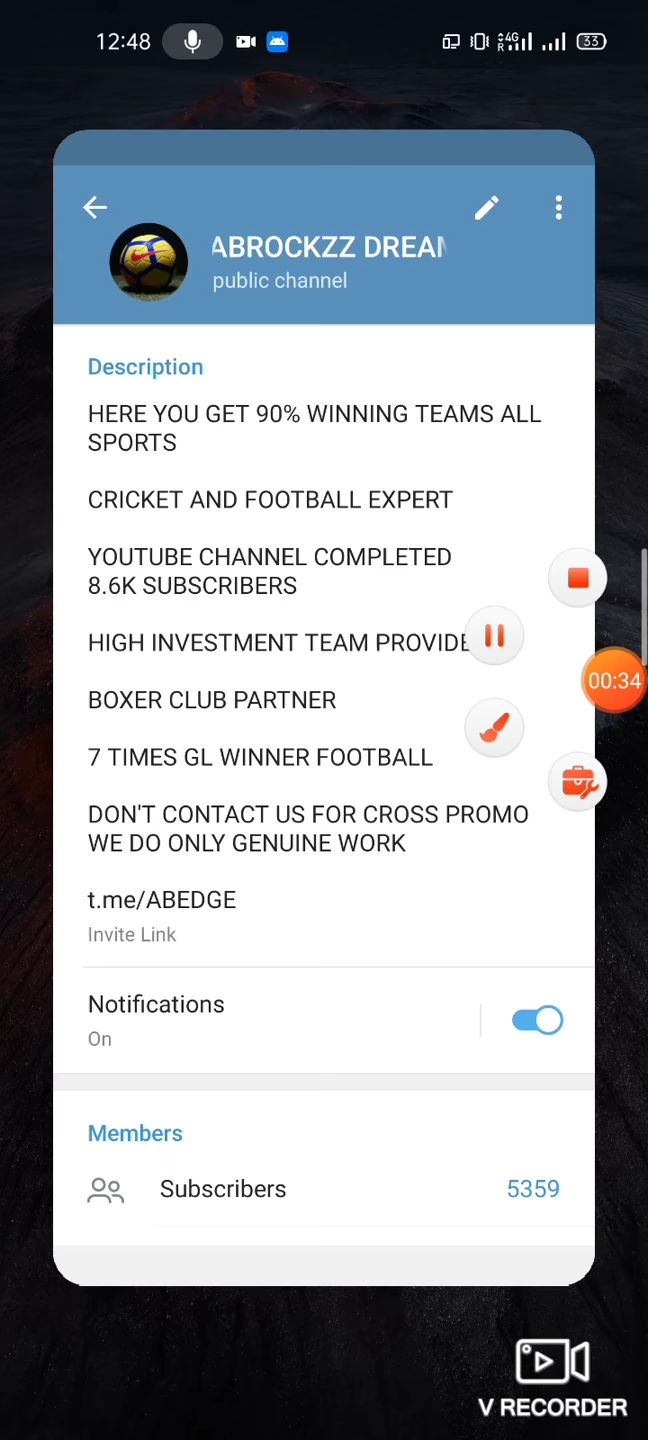 12:48
4G
R
33
ABROCKZZ DREA
public channel
Description
HERE YOU GET 90% WINNING TEAMS ALL
SPORTS
CRICKET AND FOOTBALL EXPERT
YOUTUBE CHANNEL COMPLETED
8.6K SUBSCRIBERS
HIGH INVESTMENT TEAM PROVIDE
BOXER CLUB PARTNER
7 TIMES GL WINNER FOOTBALL
DON'T CONTACT US FOR CROSS PROMO
WE DO ONLY GENUINE WORK
t.me/ABEDGE
Invite Link
Notifications
On
Members
Subscribers 5359
00:34
V RECORDER